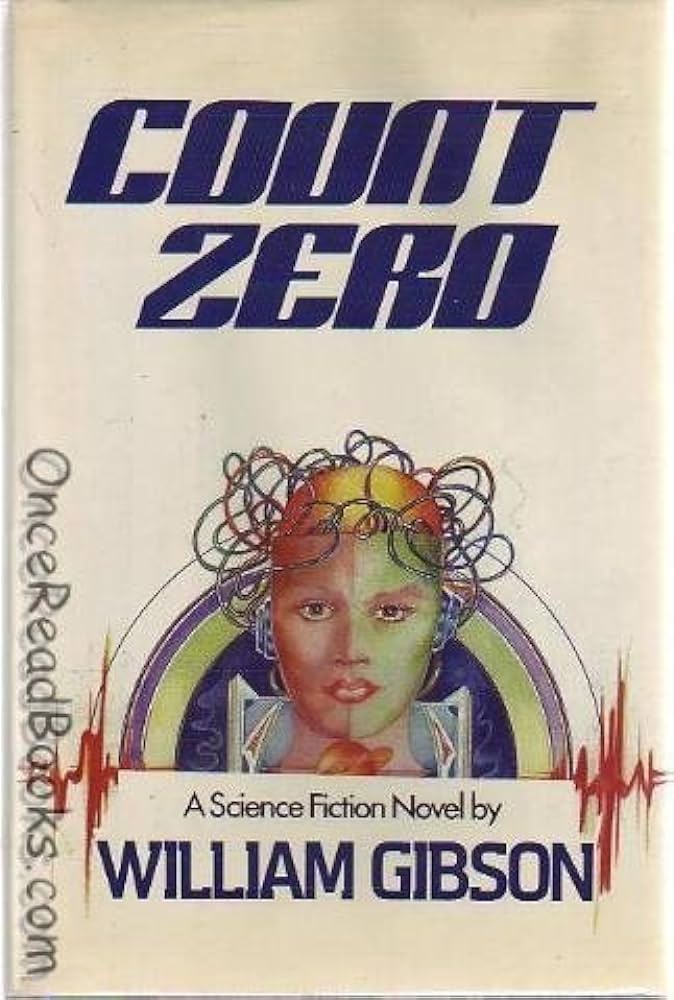 COUNT
ZERO
A Science Fiction Novel by
WILLIAM GIBSON
OnceReadBooks.com